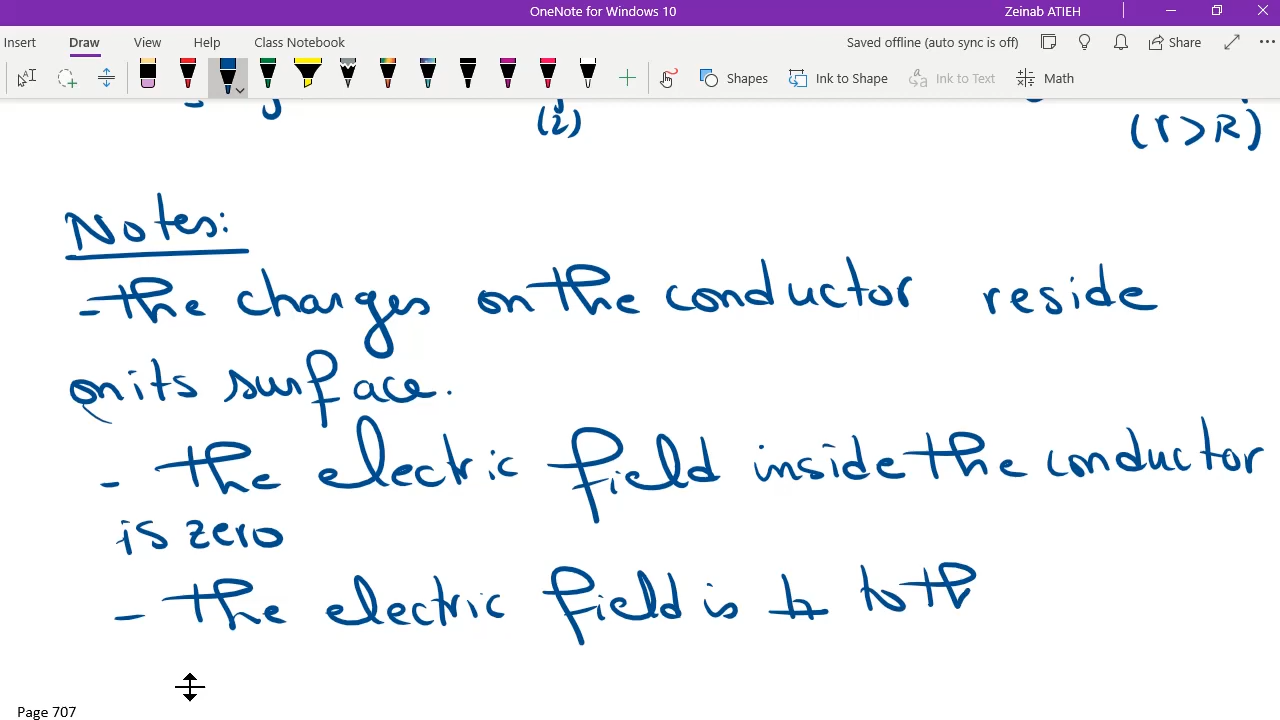 OneNote for Windows 10
Zeinab ATIEH
Insert Draw View Help Class Notebook
Saved offline (auto sync is off) Share
Shapes Ink to Shape Ink to Text Math
(2)
(r>R)
Notes:
- the charges on the conductor reside
on its surface.
- the electric field inside the conductor
is zero
- the electric field is ⊥ to th
Page 707